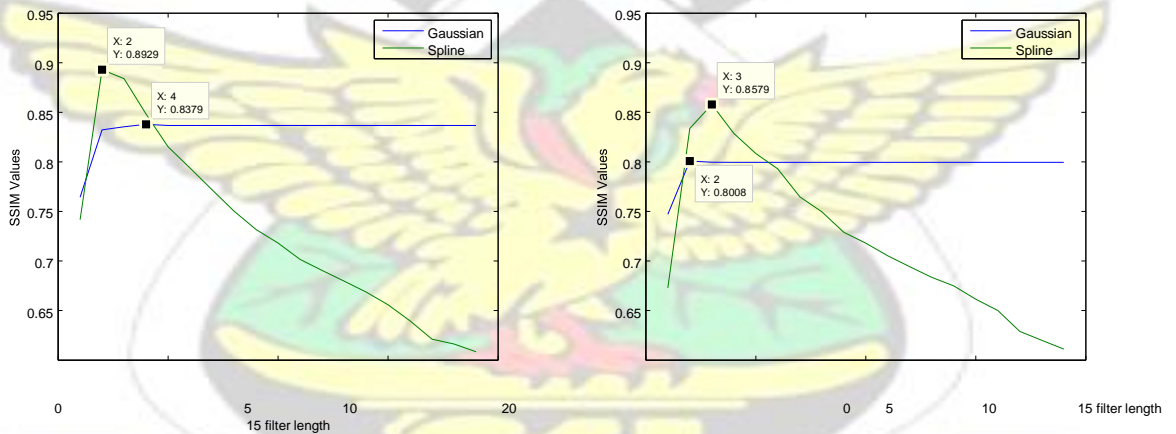 0.95
0.9
0.85
0.8
0.75
0.7
0.65
SSIM Values
Gaussian
Spline
X: 2
Y: 0.8929
X: 4
Y: 0.8379
0.95
0.9
0.85
0.8
0.75
0.7
0.65
SSIM Values
Gaussian
Spline
X: 3
Y: 0.8579
X: 2
Y: 0.8008
0 5 10 20 0 5 10 15 filter length
15 filter length